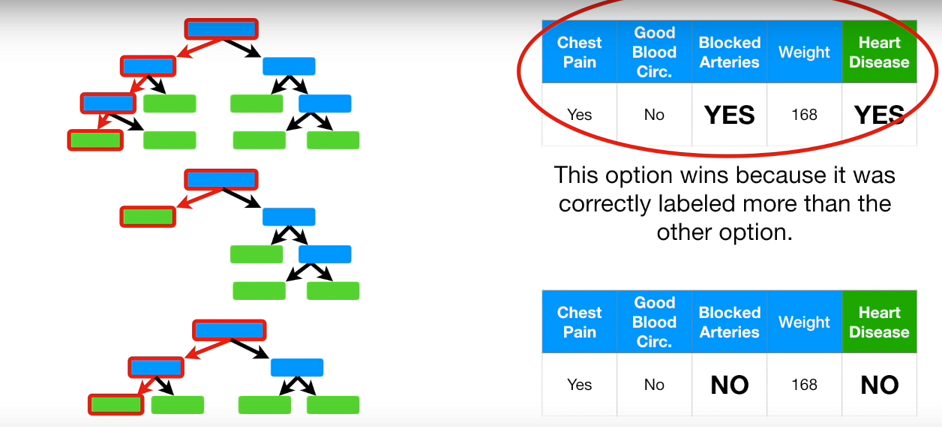 Chest Pain Good Blood Circ. Blocked Arteries Weight Heart Disease
Yes No YES 168 YES
This option wins because it was
correctly labeled more than the
other option.
Chest Pain Good Blood Circ. Blocked Arteries Weight Heart Disease
Yes No NO 168 NO